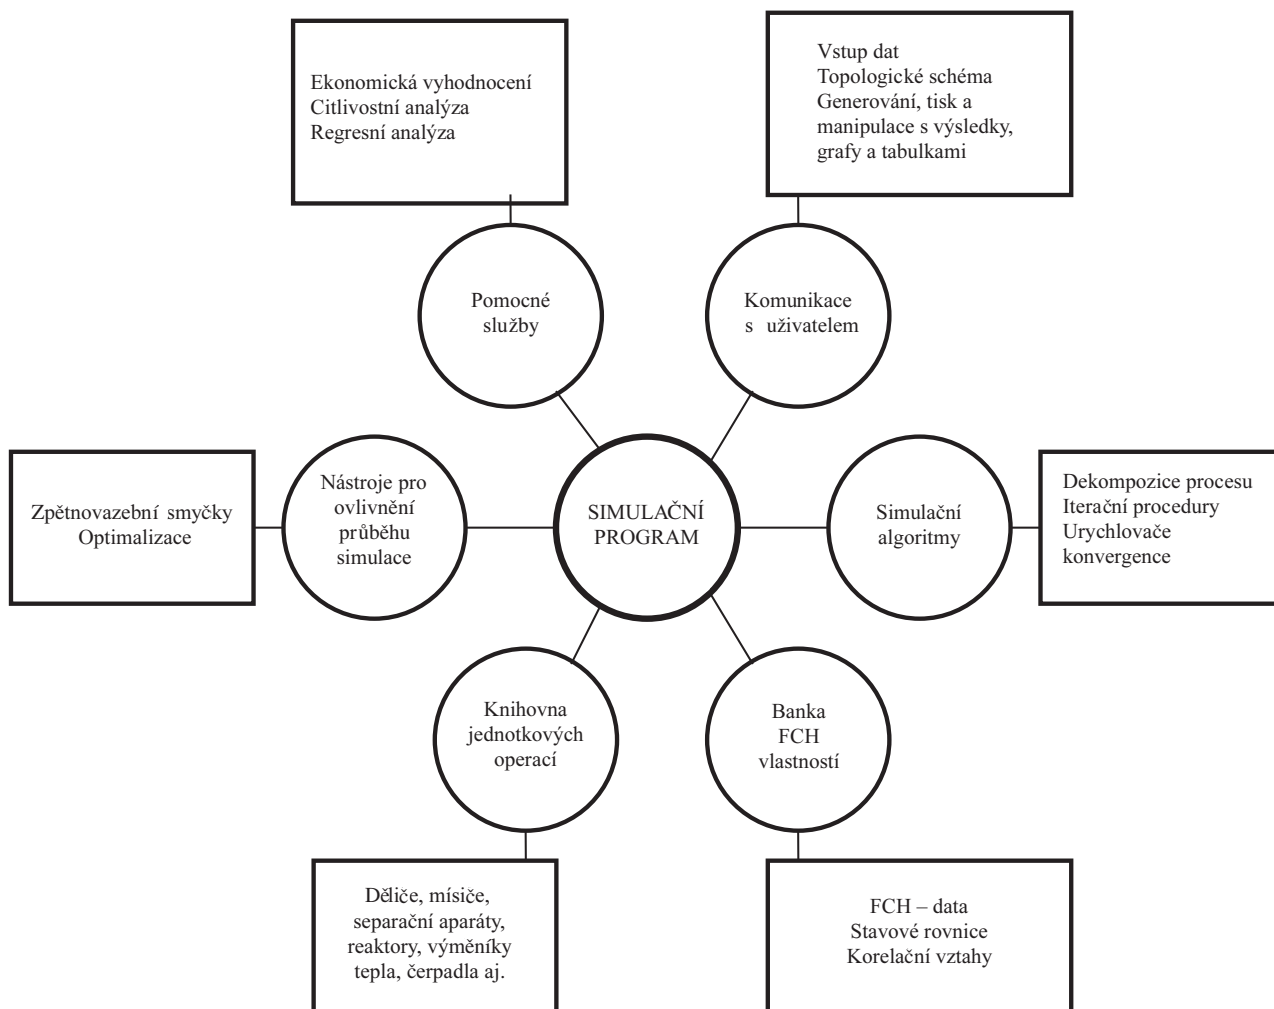 Ekonomická vyhodnocení
Citlivostní analýza
Regresní analýza
Vstup dat
Topologické schéma
Generování, tisk a
manipulace s výsledky,
grafy a tabulkami
Pomocné
služby
Komunikace
s uživatelem
Zpětnovazební smyčky
Optimalizace
Nástroje pro
ovlivnění
průběhu
simulace
SIMULAČNÍ
PROGRAM
Simulační
algoritmy
Dekompozice procesu
Iterační procedury
Urychlovače
konvergence
Knihovna
jednotkových
operací
Banka
FCH
vlastností
Děliče, mísiče,
separační aparáty,
reaktory, výměníky
tepla, čerpadla aj.
FCH – data
Stavové rovnice
Korelační vztahy